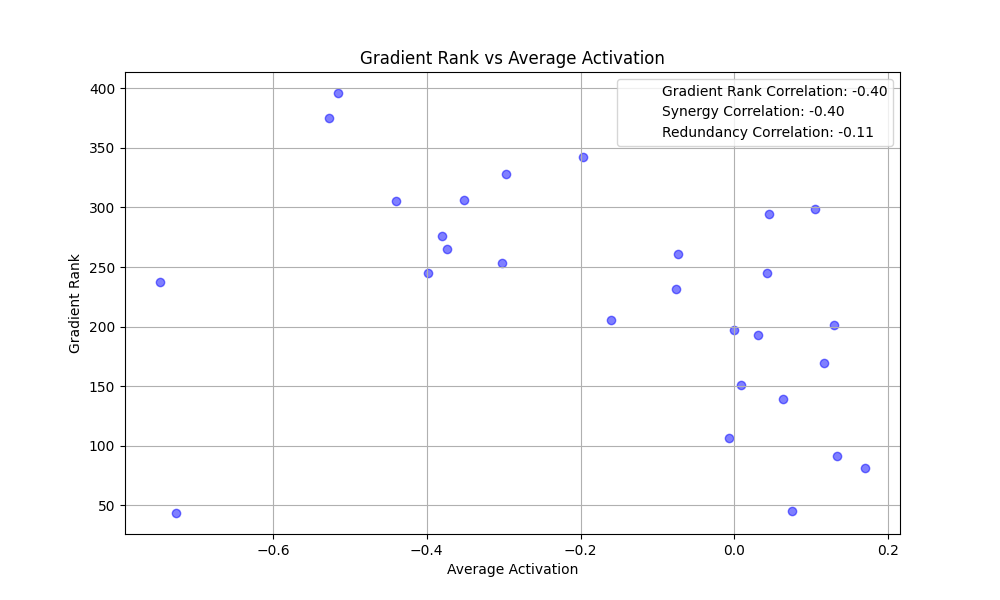 Gradient Rank vs Average Activation
Gradient Rank Correlation: -0.40
Synergy Correlation: -0.40
Redundancy Correlation: -0.11
400
350
300
250
200
150
100
50
Gradient Rank
−0.6
−0.4
−0.2
0.0
0.2
Average Activation